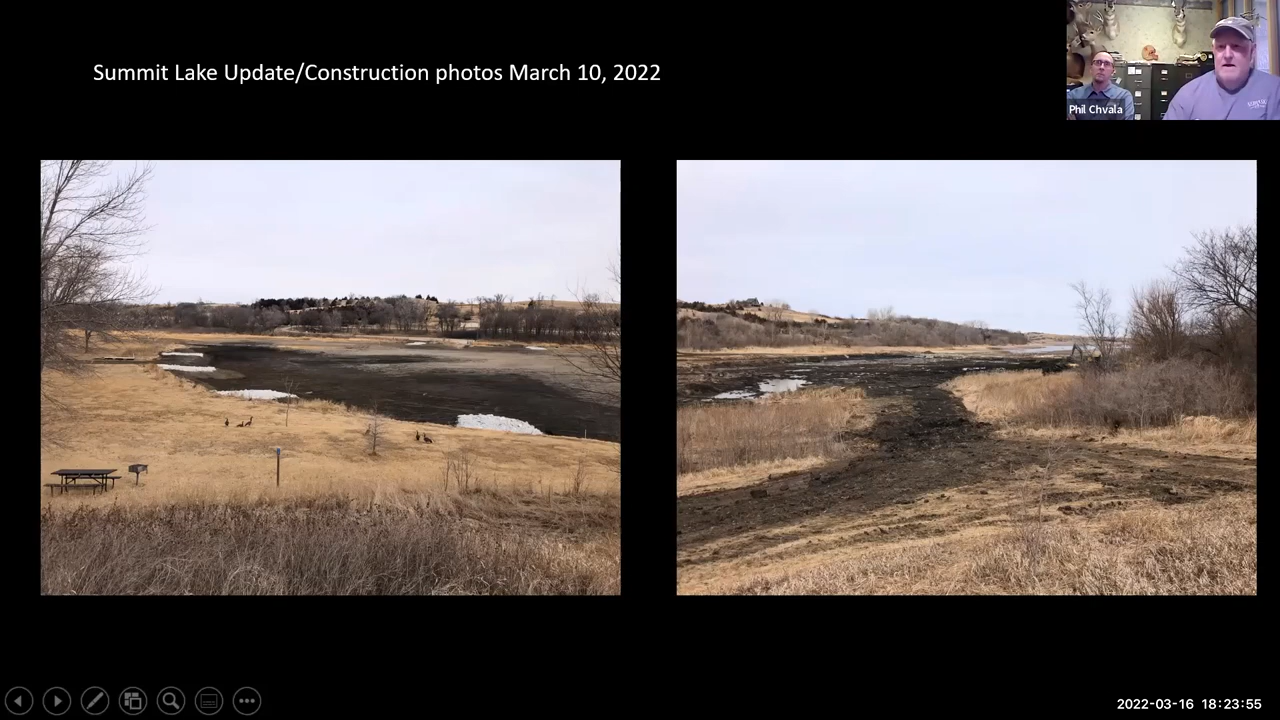 Summit Lake Update/Construction photos March 10, 2022
Phil Chvala
2022-03-16 18:23:55